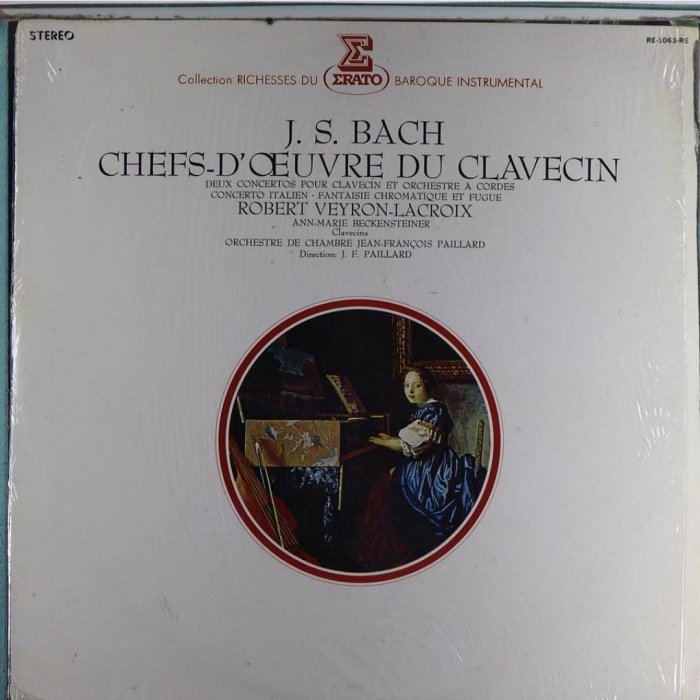 STEREO
RE-1063-RE
Collection RICHESSES DU ERATO BAROQUE INSTRUMENTAL
J. S. BACH
CHEFS-D'ŒUVRE DU CLAVECIN
DEUX CONCERTOS POUR CLAVECIN ET ORCHESTRE A CORDES
CONCERTO ITALIEN · FANTAISIE CHROMATIQUE ET FUGUE
ROBERT VEYRON-LACROIX
ANN-MARIE BECKENSTEINER
Clavecins
ORCHESTRE DE CHAMBRE JEAN-FRANÇOIS PAILLARD
Direction: J. F. PAILLARD